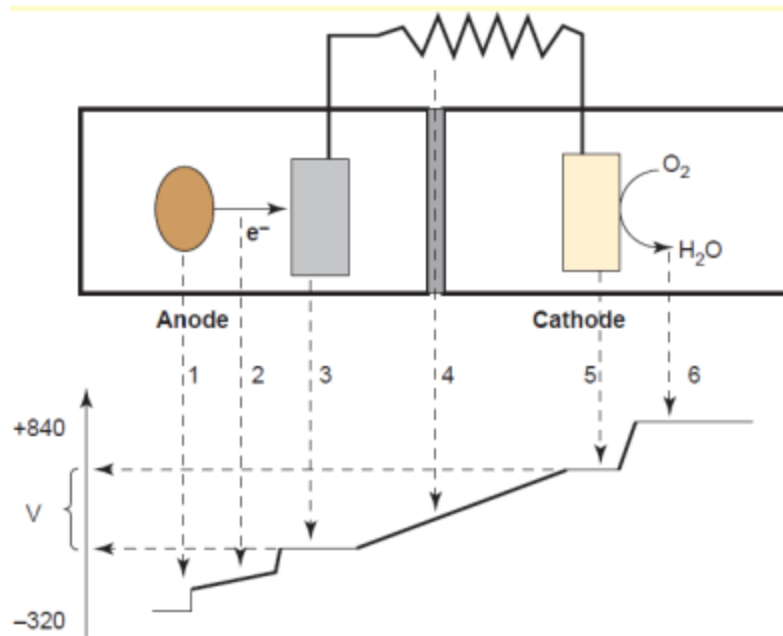 O₂
e⁻
H₂O
Anode
Cathode
1 2 3 4 5 6
+840
V
–320